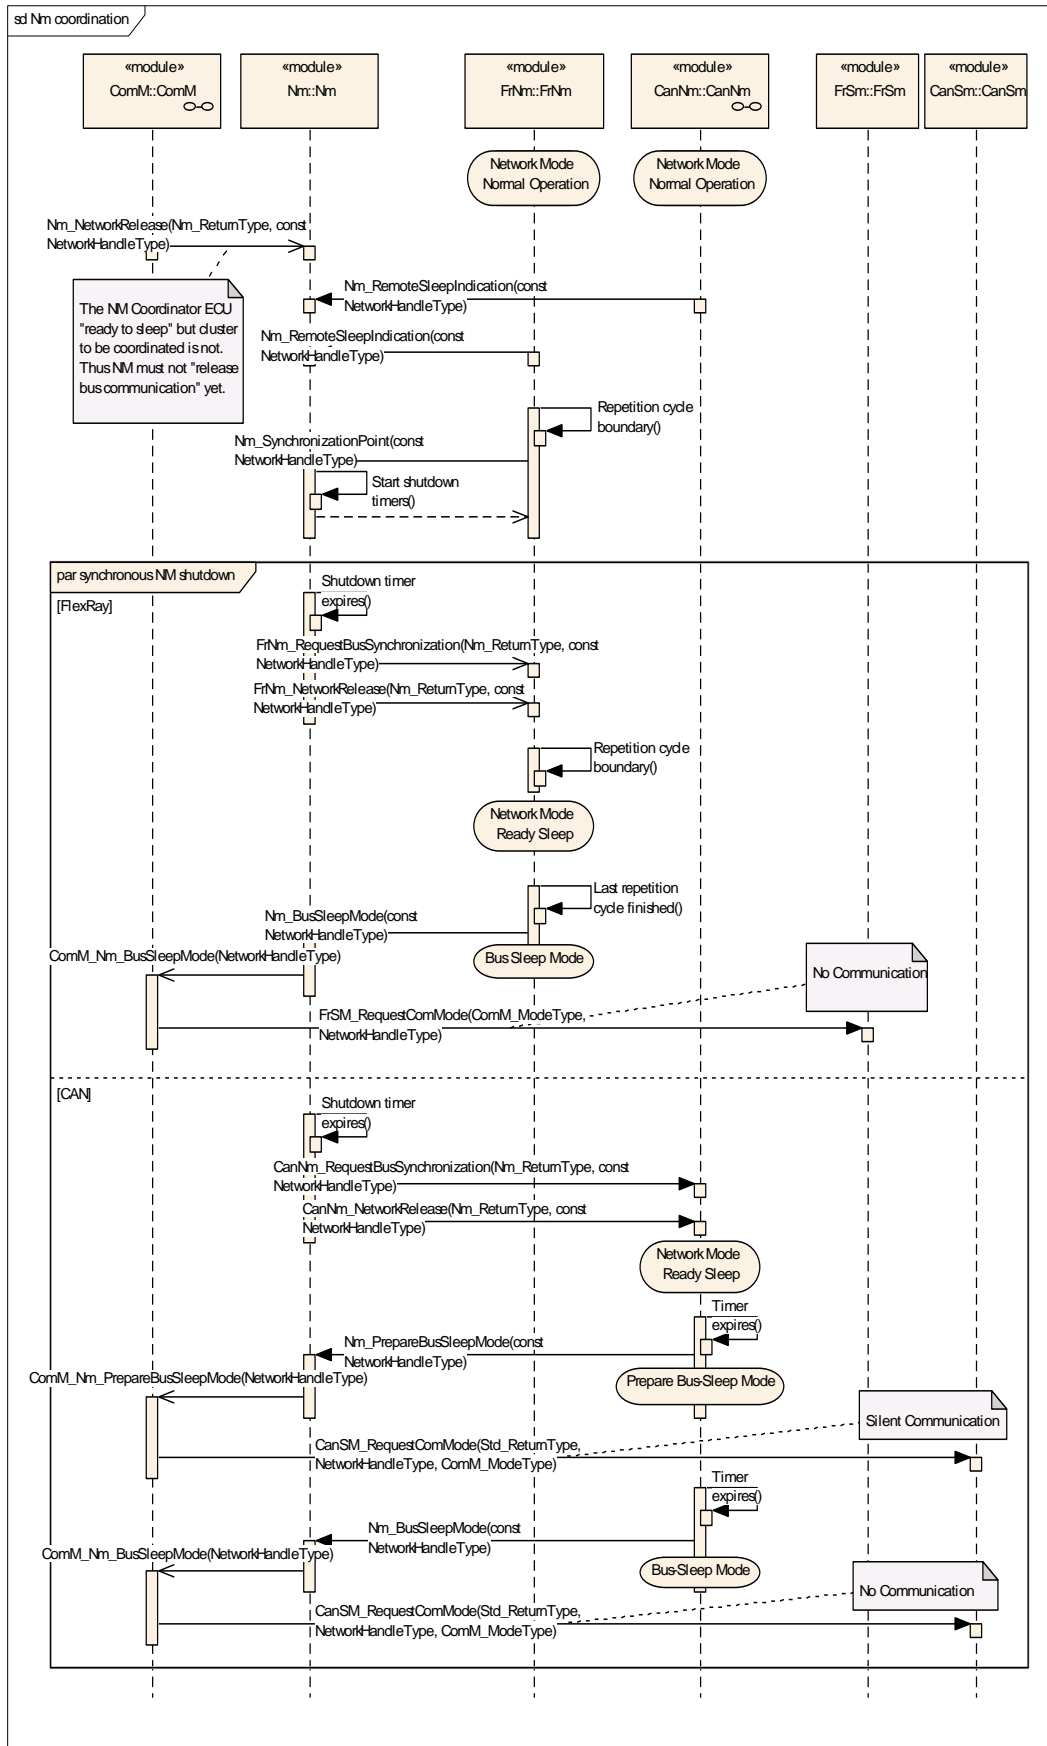 sd Nm coordination
«module»
ComM::ComM
«module»
Nm::Nm
«module»
FrNm::FrNm
«module»
CanNm::CanNm
«module»
FrSm::FrSm
«module»
CanSm::CanSm
Network Mode
Normal Operation
Network Mode
Normal Operation
Nm_NetworkRelease(Nm_ReturnType, const
NetworkHandleType)
The NM Coordinator ECU
"ready to sleep" but cluster
to be coordinated is not.
Thus NM must not "release
bus communication" yet.
Nm_RemoteSleepIndication(const
NetworkHandleType)
Nm_RemoteSleepIndication(const
NetworkHandleType)
Repetition cycle
boundary()
Nm_SynchronizationPoint(const
NetworkHandleType)
Start shutdown
timers()
par synchronous NM shutdown
[FlexRay]
Shutdown timer
expires()
FrNm_RequestBusSynchronization(Nm_ReturnType, const
NetworkHandleType)
FrNm_NetworkRelease(Nm_ReturnType, const
NetworkHandleType)
Repetition cycle
boundary()
Network Mode
Ready Sleep
Last repetition
cycle finished()
Nm_BusSleepMode(const
NetworkHandleType)
Bus Sleep Mode
ComM_Nm_BusSleepMode(NetworkHandleType)
No Communication
FrSM_RequestComMode(ComM_ModeType,
NetworkHandleType)
[CAN]
Shutdown timer
expires()
CanNm_RequestBusSynchronization(Nm_ReturnType, const
NetworkHandleType)
CanNm_NetworkRelease(Nm_ReturnType, const
NetworkHandleType)
Network Mode
Ready Sleep
Timer
expires()
Nm_PrepareBusSleepMode(const
NetworkHandleType)
Prepare Bus-Sleep Mode
ComM_Nm_PrepareBusSleepMode(NetworkHandleType)
Silent Communication
CanSM_RequestComMode(Std_ReturnType,
NetworkHandleType, ComM_ModeType)
Timer
expires()
Nm_BusSleepMode(const
NetworkHandleType)
ComM_Nm_BusSleepMode(NetworkHandleType)
Bus-Sleep Mode
No Communication
CanSM_RequestComMode(Std_ReturnType,
NetworkHandleType, ComM_ModeType)